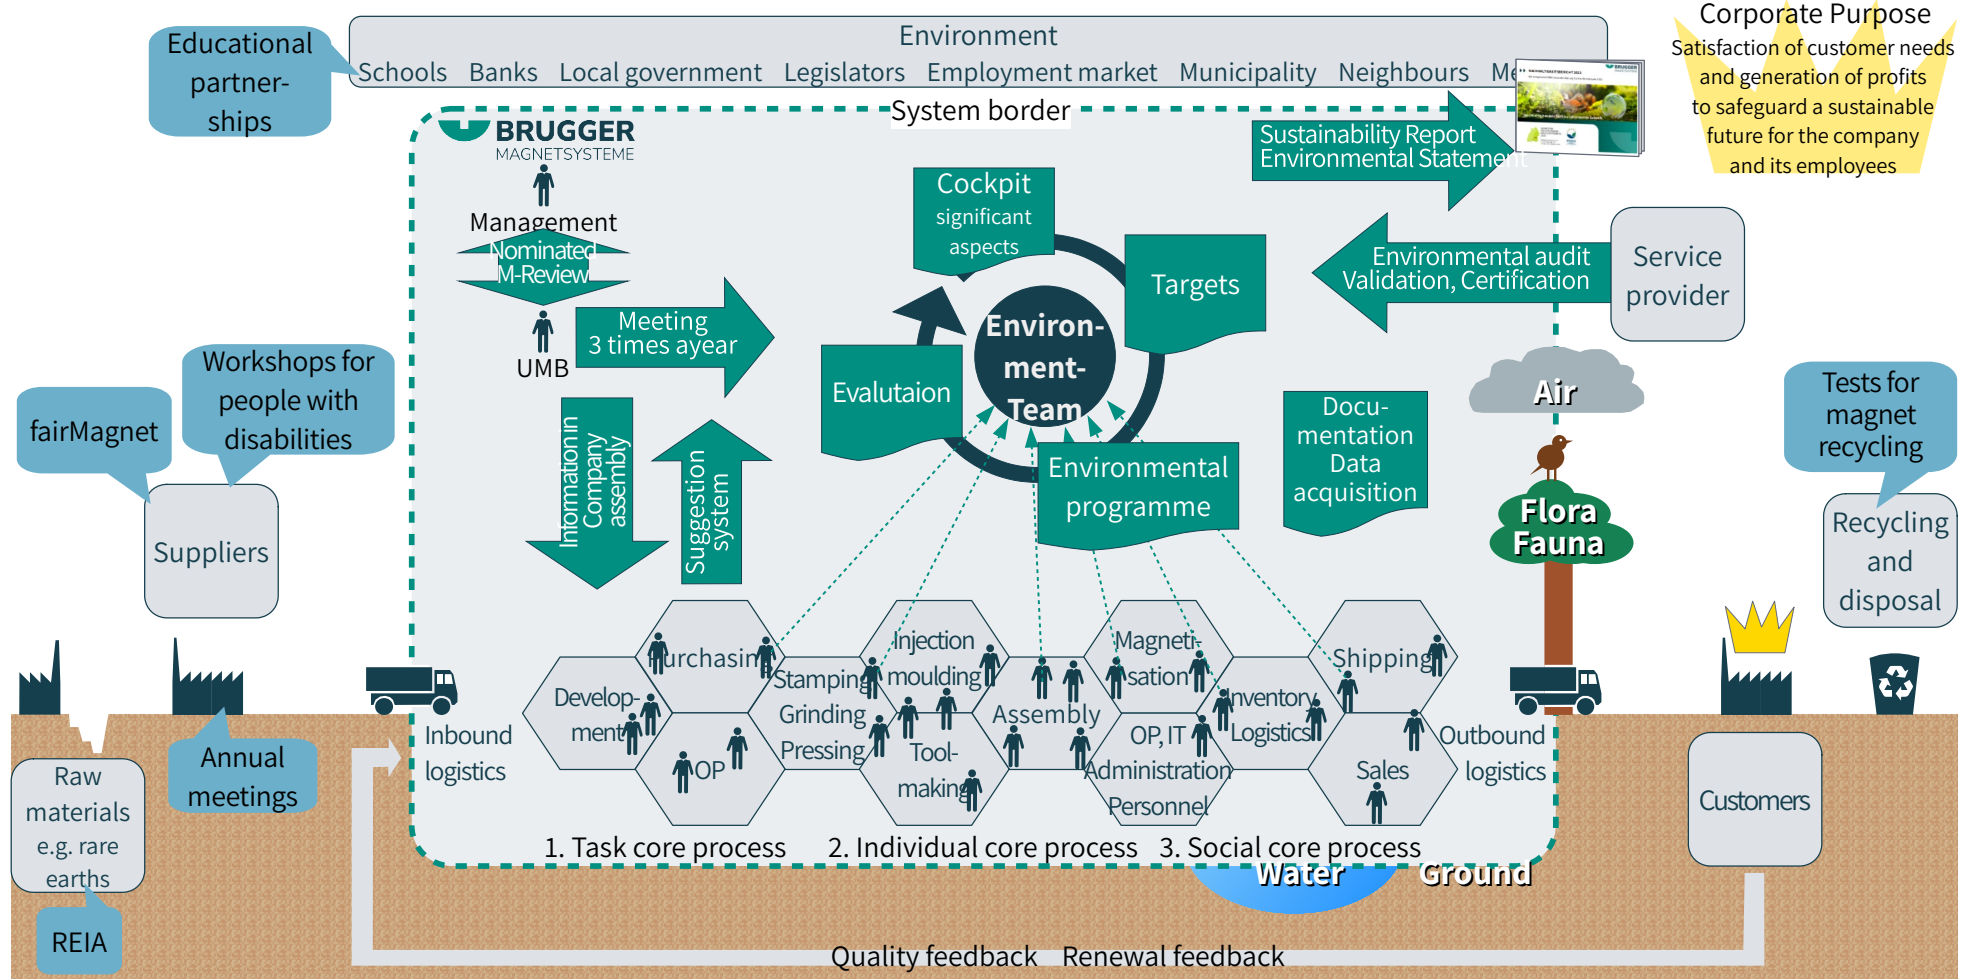 Environment
Schools Banks Local government Legislators Employment market Municipality Neighbours
Educational
partner-
ships
Corporate Purpose
Satisfaction of customer needs
and generation of profits
to safeguard a sustainable
future for the company
and its employees
System border
BRUGGER
MAGNETSYSTEME
Management
Nominated
M-Review
UMB
Meeting
3 times ayear
Cockpit
significant
aspects
Targets
Environ-
ment-
Team
Evalutaion
Environmental
programme
Sustainability Report
Environmental Statement
Environmental audit
Validation, Certification
Service
provider
Docu-
mentation
Data
acquisition
Information in
Company
assembly
Suggestion
system
Air
Flora
Fauna
Tests for
magnet
recycling
Recycling
and
disposal
fairMagnet
Workshops for
people with
disabilities
Suppliers
Annual
meetings
Raw
materials
e.g. rare
earths
REIA
Inbound
logistics
Develop-
ment
Purchasing
OP
Stamping
Grinding
Pressing
Injection
moulding
Tool-
making
Assembly
Magneti-
sation
OP, IT
Administration
Personnel
Inventory
Logistics
Shipping
Sales
Outbound
logistics
Customers
1. Task core process 2. Individual core process 3. Social core process
Water
Ground
Quality feedback Renewal feedback